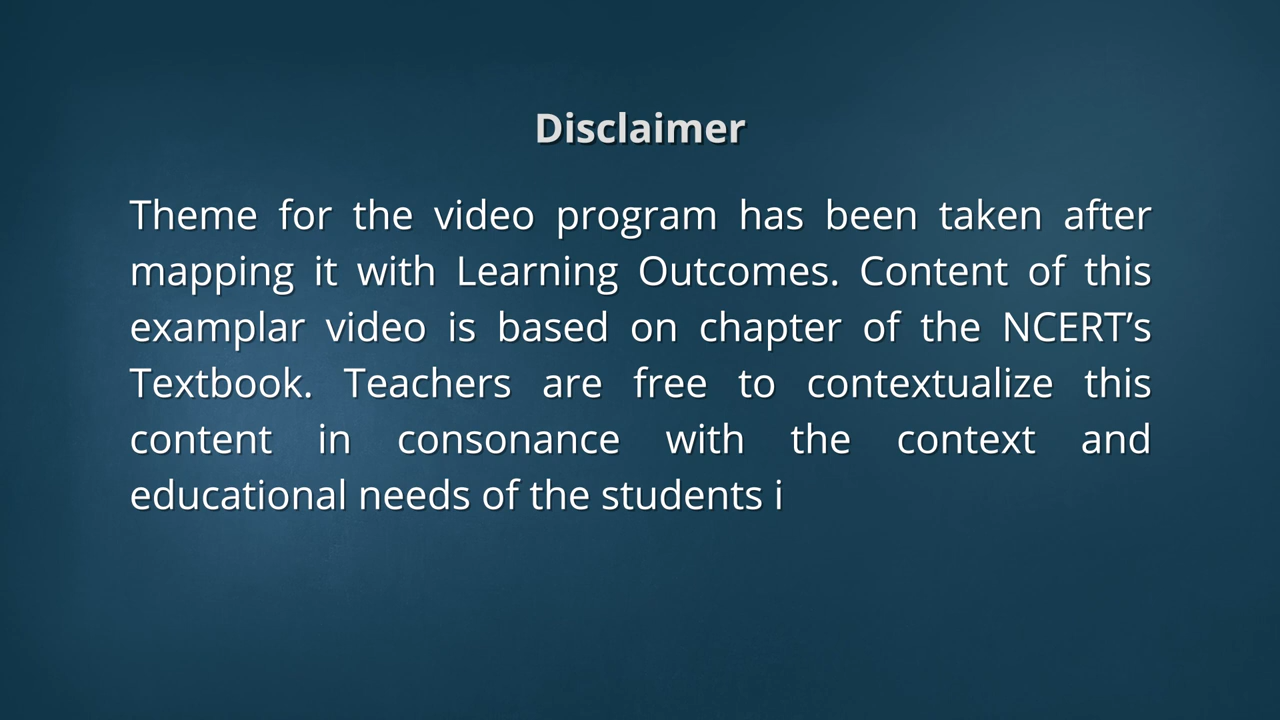 Disclaimer
Theme for the video program has been taken after
mapping it with Learning Outcomes. Content of this
examplar video is based on chapter of the NCERT’s
Textbook. Teachers are free to contextualize this
content in consonance with the context and
educational needs of the students i